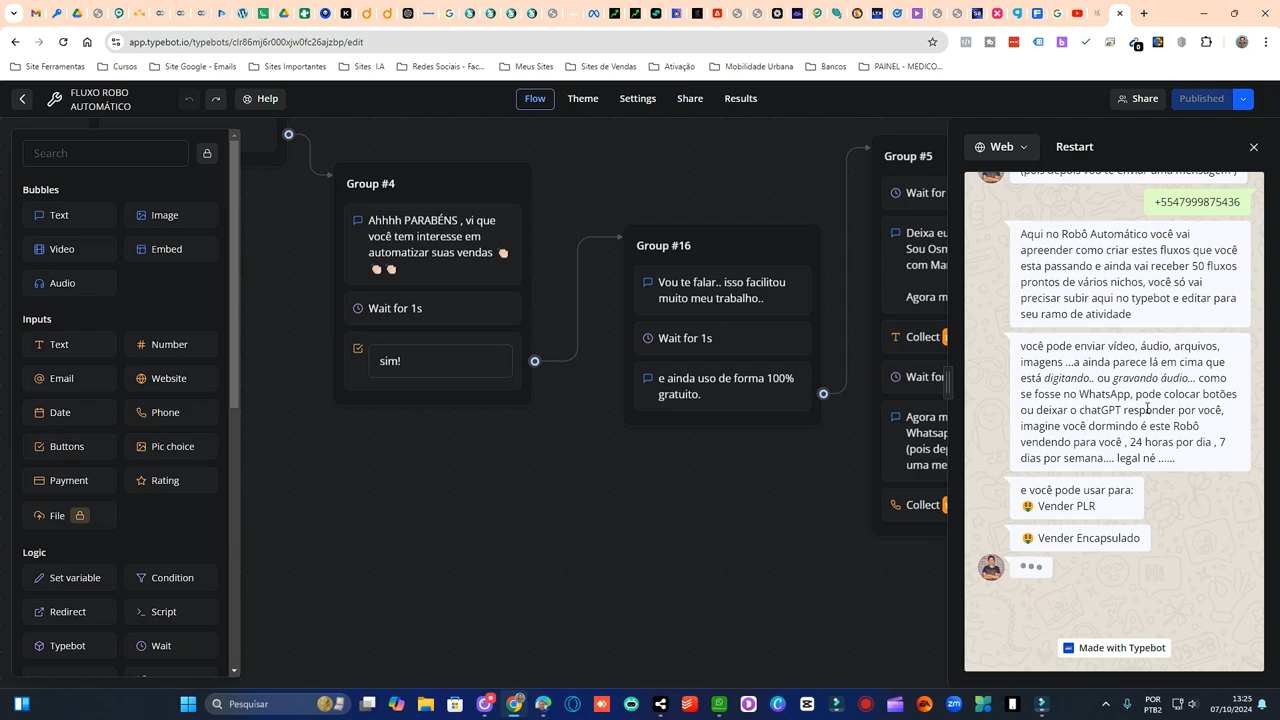 app.typebot.io/typebots/clr86mj6r000xjw0fc26ajzbp/edit
Site Ferramentas
Cursos
Site Google - Emails
Sites Importantes
Sites I.A
Redes Sociais - Fac...
Meus Sites
Sites de Vendas
Ativação
Mobilidade Urbana
Bancos
PAINEL - MEDICO...
FLUXO ROBO
AUTOMÁTICO
Help
Flow
Theme
Settings
Share
Results
Share
Published
Search
Bubbles
Text
Image
Video
Embed
Audio
Inputs
Text
Number
Email
Website
Date
Phone
Buttons
Pic choice
Payment
Rating
File
Logic
Set variable
Condition
Redirect
Script
Typebot
Wait
Group #4
Ahhhh PARABÉNS , vi que
você tem interesse em
automatizar suas vendas 👏🏻
👏🏻 👏🏻
Wait for 1s
sim!
Group #16
Vou te falar.. isso facilitou
muito meu trabalho..
Wait for 1s
e ainda uso de forma 100%
gratuito.
Group #5
Wait for
Deixa eu
Sou Osm
com Mar
Agora m
Collect
Wait for
Agora m
Whatsap
(pois dep
uma me
Collect
Web
Restart
(pois depois vou te enviar uma mensagem )
+5547999875436
Aqui no Robô Automático você vai
apreender como criar estes fluxos que você
esta passando e ainda vai receber 50 fluxos
prontos de vários nichos, você só vai
precisar subir aqui no typebot e editar para
seu ramo de atividade
você pode enviar vídeo, áudio, arquivos,
imagens ...a ainda parece lá em cima que
está digitando.. ou gravando áudio... como
se fosse no WhatsApp, pode colocar botões
ou deixar o chatGPT responder por você,
imagine você dormindo é este Robô
vendendo para você , 24 horas por dia , 7
dias por semana.... legal né ......
e você pode usar para:
🤑 Vender PLR
🤑 Vender Encapsulado
Made with Typebot
Pesquisar
POR
PTB2
13:25
07/10/2024